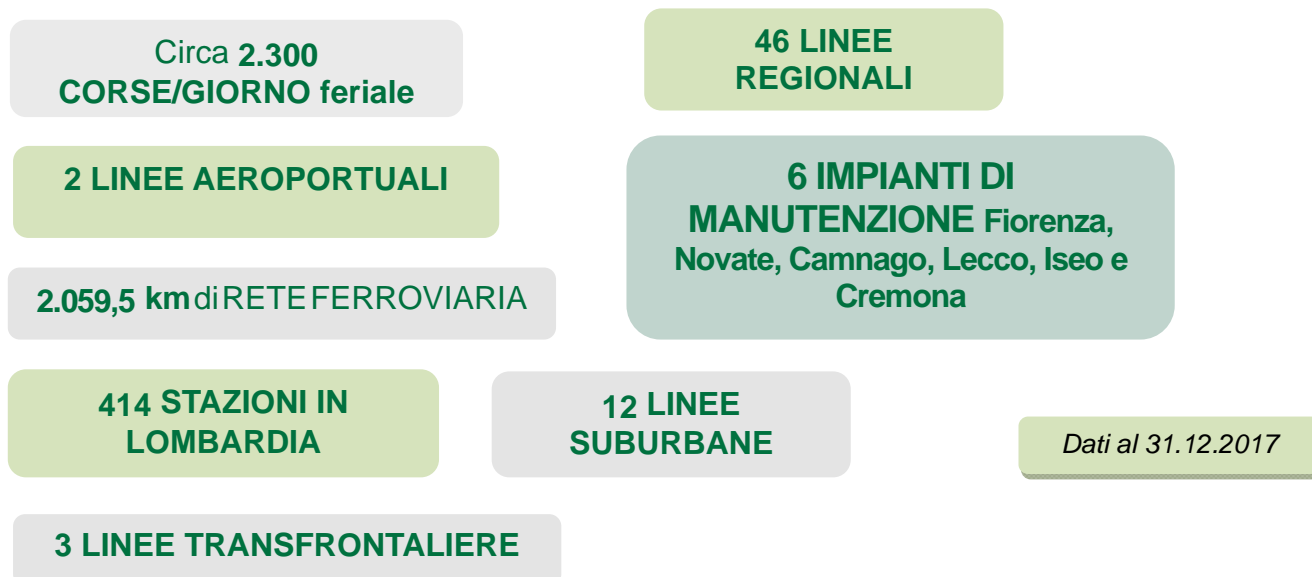 Circa 2.300
CORSE/GIORNO feriale
46 LINEE
REGIONALI
2 LINEE AEROPORTUALI
6 IMPIANTI DI
MANUTENZIONE Fiorenza,
Novate, Camnago, Lecco, Iseo e
Cremona
2.059,5 km di RETE FERROVIARIA
414 STAZIONI IN
LOMBARDIA
12 LINEE
SUBURBANE
Dati al 31.12.2017
3 LINEE TRANSFRONTALIERE